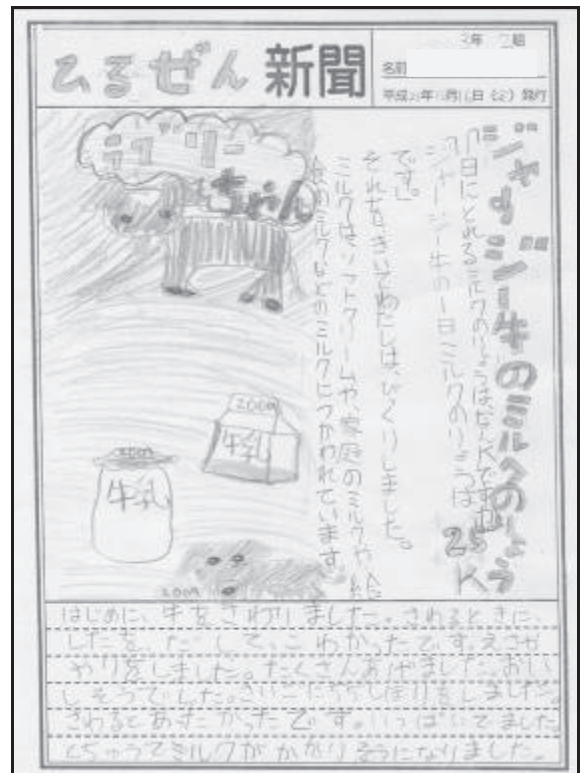 ひるぜん新聞
年 組
名前
平成 年 月 日 発行
ジャージー牛のミルクのりょう
「1日にとれるミルクのりょうは、なんKですか。」
「ジャージー牛の1日ミルクのりょうは
25K
です。」
それをきいてわたしは、びっくりしました。
ミルクは、ソフトクリームや、家庭のミルクや
のミルクなどのミルクにつかわれています。
ラブリー
ちゃん
2009
牛乳
牛乳
2009
はじめに、牛をさわりました。さわるときに、
したを、だして、こわかったです。えさ
やりをしました。たくさんあげました。おい
しそうでした。さいごにちちしぼりをしました。
さわるとあたたかったです。いっぱいでました。
とちゅうでミルクがかかりそうになりました。